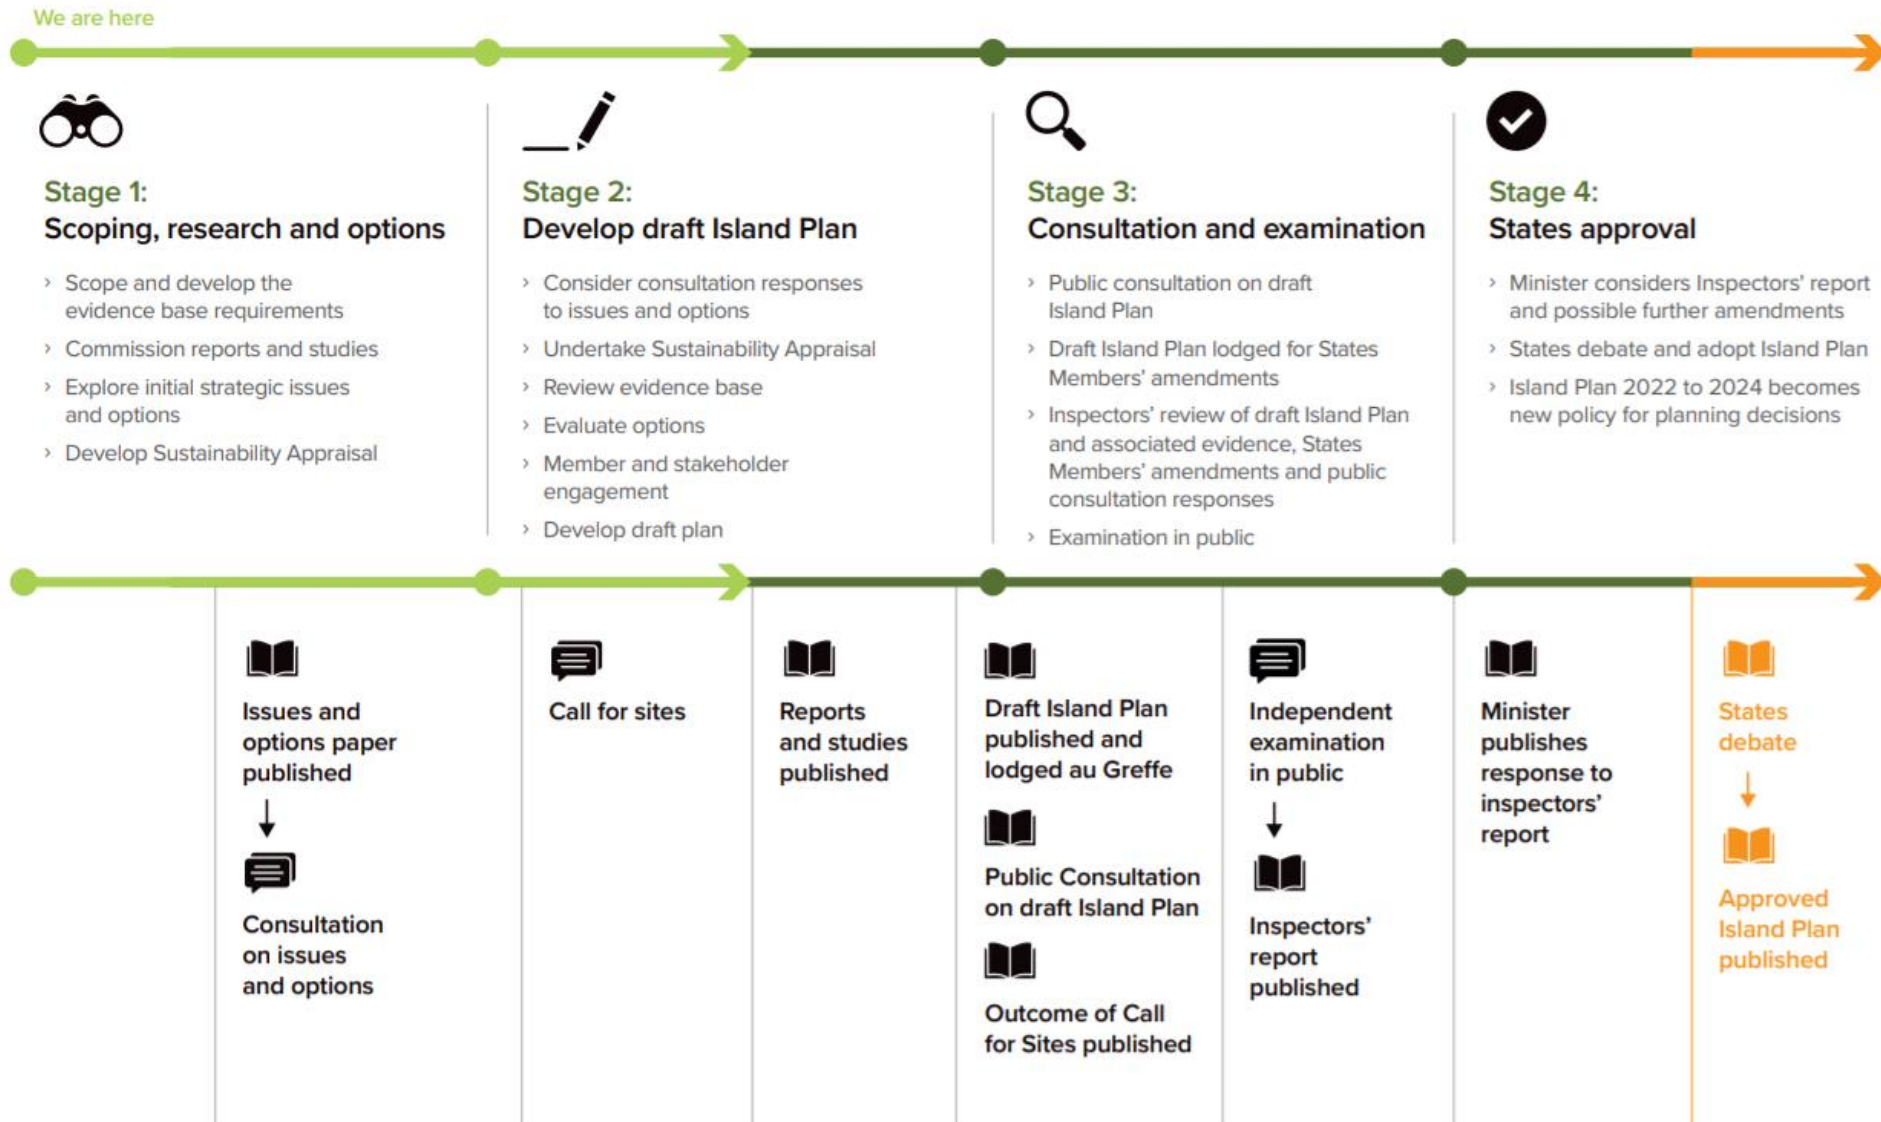 We are here
Stage 1:
Scoping, research and options
› Scope and develop the
evidence base requirements
› Commission reports and studies
› Explore initial strategic issues
and options
› Develop Sustainability Appraisal
Stage 2:
Develop draft Island Plan
› Consider consultation responses
to issues and options
› Undertake Sustainability Appraisal
› Review evidence base
› Evaluate options
› Member and stakeholder
engagement
› Develop draft plan
Stage 3:
Consultation and examination
› Public consultation on draft
Island Plan
› Draft Island Plan lodged for States
Members' amendments
› Inspectors' review of draft Island Plan
and associated evidence, States
Members' amendments and public
consultation responses
› Examination in public
Stage 4:
States approval
› Minister considers Inspectors' report
and possible further amendments
› States debate and adopt Island Plan
› Island Plan 2022 to 2024 becomes
new policy for planning decisions
Issues and
options paper
published
Consultation
on issues
and options
Call for sites
Reports
and studies
published
Draft Island Plan
published and
lodged au Greffe
Public Consultation
on draft Island Plan
Outcome of Call
for Sites published
Independent
examination
in public
Inspectors'
report
published
Minister
publishes
response to
inspectors'
report
States
debate
Approved
Island Plan
published